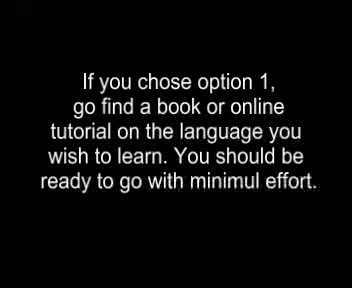 If you chose option 1,
go find a book or online
tutorial on the language you
wish to learn. You should be
ready to go with minimul effort.